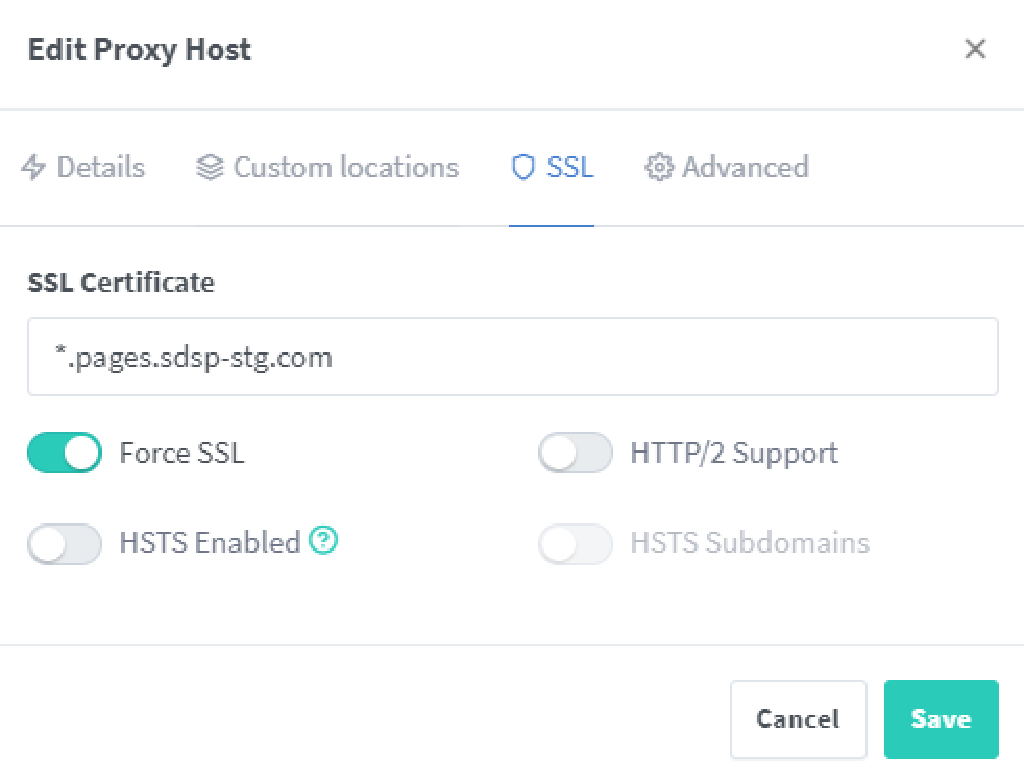 Edit Proxy Host ×
Details Custom locations SSL Advanced
SSL Certificate
*.pages.sdsp-stg.com
Force SSL HTTP/2 Support
HSTS Enabled ? HSTS Subdomains
Cancel Save